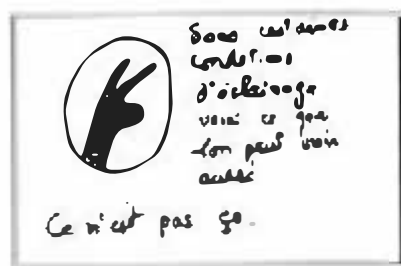 Sous certaines
conditions
d'éclairage
voici ce que
l'on peut voir
aussi
Ce n'est pas ça.